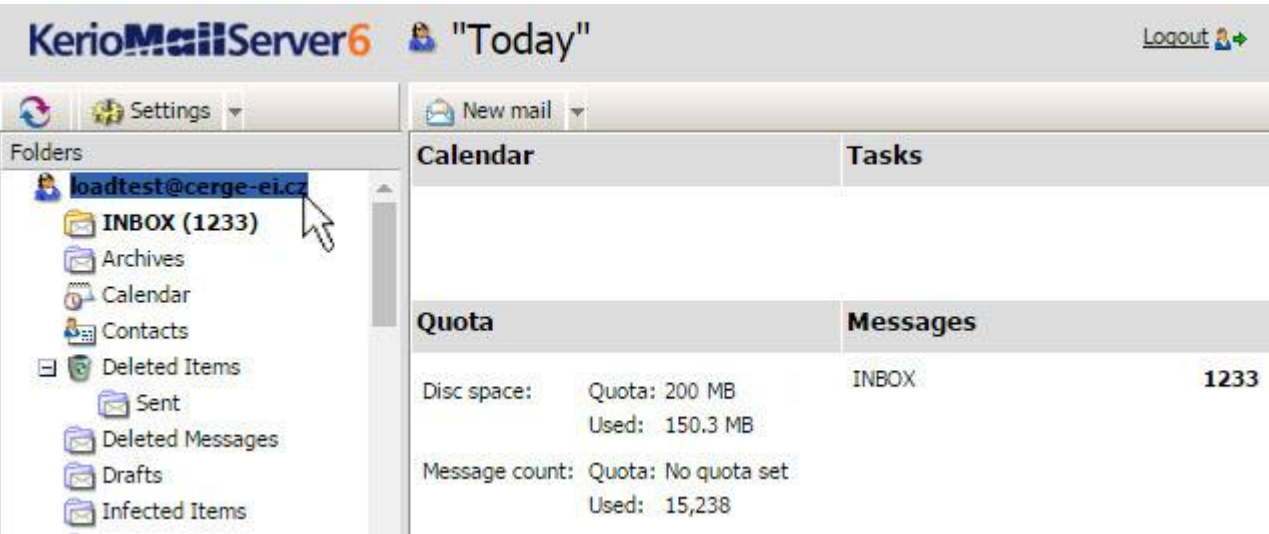 KerioMailServer6 "Today" Logout
Settings New mail
Folders
loadtest@cerge-ei.cz
INBOX (1233)
Archives
Calendar
Contacts
Deleted Items
Sent
Deleted Messages
Drafts
Infected Items
Calendar Tasks
Quota Messages
Disc space: Quota: 200 MB
Used: 150.3 MB
Message count: Quota: No quota set
Used: 15,238
INBOX 1233